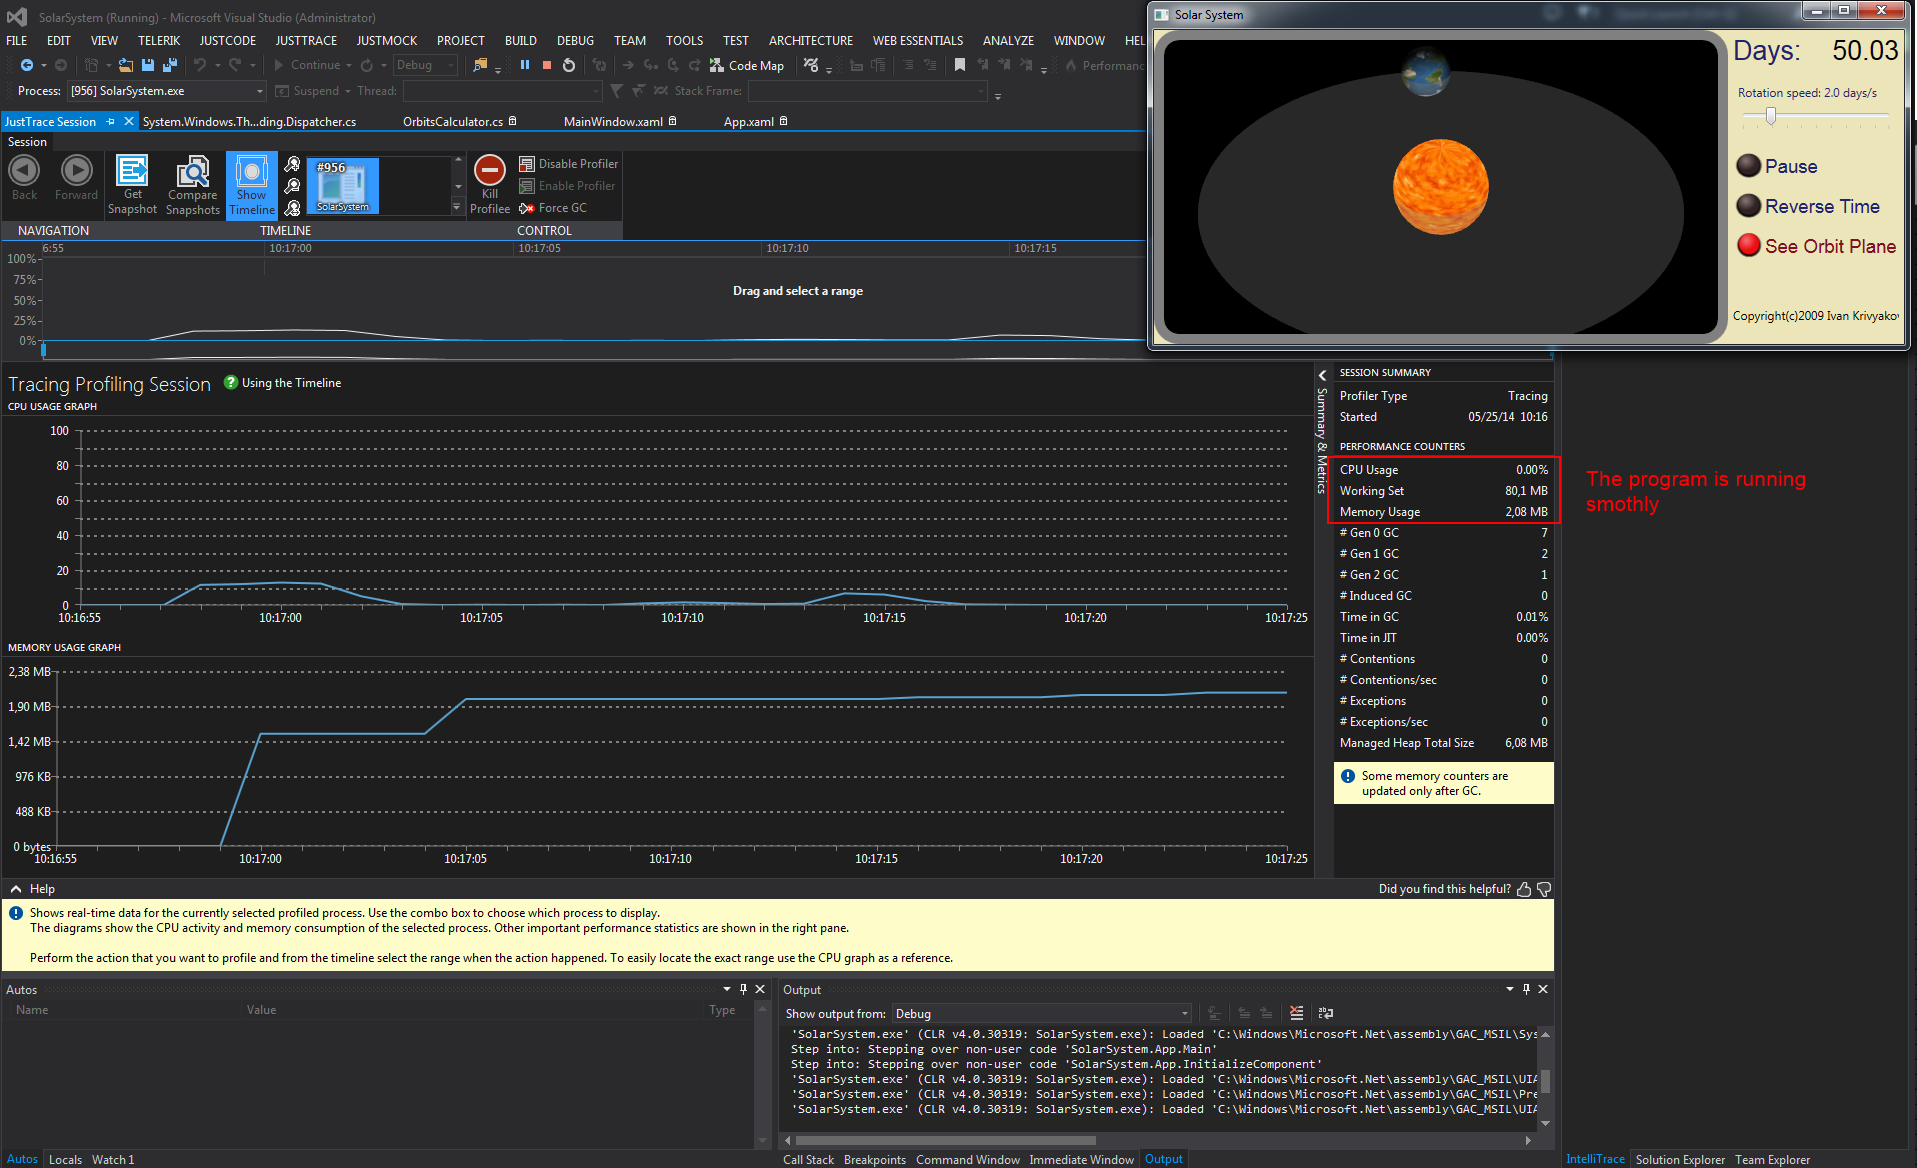 SolarSystem (Running) - Microsoft Visual Studio (Administrator)
FILE EDIT VIEW TELERIK JUSTCODE JUSTTRACE JUSTMOCK PROJECT BUILD DEBUG TEAM TOOLS TEST ARCHITECTURE WEB ESSENTIALS ANALYZE WINDOW HEL
Continue Debug Code Map Performanc
Process: [956] SolarSystem.exe Suspend Thread: Stack Frame:
JustTrace Session System.Windows.Th...ding.Dispatcher.cs OrbitsCalculator.cs MainWindow.xaml App.xaml
Session
Back Forward Get Snapshot Compare Snapshots Show Timeline #956 SolarSystem Kill Profilee
Disable Profiler
Enable Profiler
Force GC
NAVIGATION TIMELINE CONTROL
6:55 10:17:00 10:17:05 10:17:10 10:17:15
100%
75%
50%
25%
0%
Drag and select a range
Solar System
Days: 50.03
Rotation speed: 2.0 days/s
Pause
Reverse Time
See Orbit Plane
Copyright(c)2009 Ivan Krivyakov
Tracing Profiling Session Using the Timeline
CPU USAGE GRAPH
100
80
60
40
20
0
10:16:55 10:17:00 10:17:05 10:17:10 10:17:15 10:17:20 10:17:25
MEMORY USAGE GRAPH
2,38 MB
1,90 MB
1,42 MB
976 KB
488 KB
0 bytes
10:16:55 10:17:00 10:17:05 10:17:10 10:17:15 10:17:20 10:17:25
Summary & Metrics
SESSION SUMMARY
Profiler Type Tracing
Started 05/25/14 10:16
PERFORMANCE COUNTERS
CPU Usage 0.00%
Working Set 80,1 MB
Memory Usage 2,08 MB
# Gen 0 GC 7
# Gen 1 GC 2
# Gen 2 GC 1
# Induced GC 0
Time in GC 0.01%
Time in JIT 0.00%
# Contentions 0
# Contentions/sec 0
# Exceptions 0
# Exceptions/sec 0
Managed Heap Total Size 6,08 MB
Some memory counters are
updated only after GC.
The program is running
smothly
Help Did you find this helpful?
Shows real-time data for the currently selected profiled process. Use the combo box to choose which process to display.
The diagrams show the CPU activity and memory consumption of the selected process. Other important performance statistics are shown in the right pane.
Perform the action that you want to profile and from the timeline select the range when the action happened. To easily locate the exact range use the CPU graph as a reference.
Autos
Name Value Type
Output
Show output from: Debug
'SolarSystem.exe' (CLR v4.0.30319: SolarSystem.exe): Loaded 'C:\Windows\Microsoft.Net\assembly\GAC_MSIL\Sys
Step into: Stepping over non-user code 'SolarSystem.App.Main'
Step into: Stepping over non-user code 'SolarSystem.App.InitializeComponent'
'SolarSystem.exe' (CLR v4.0.30319: SolarSystem.exe): Loaded 'C:\Windows\Microsoft.Net\assembly\GAC_MSIL\UIA
'SolarSystem.exe' (CLR v4.0.30319: SolarSystem.exe): Loaded 'C:\Windows\Microsoft.Net\assembly\GAC_MSIL\Pre
'SolarSystem.exe' (CLR v4.0.30319: SolarSystem.exe): Loaded 'C:\Windows\Microsoft.Net\assembly\GAC_MSIL\UIA
Autos Locals Watch 1
Call Stack Breakpoints Command Window Immediate Window Output
IntelliTrace Solution Explorer Team Explorer